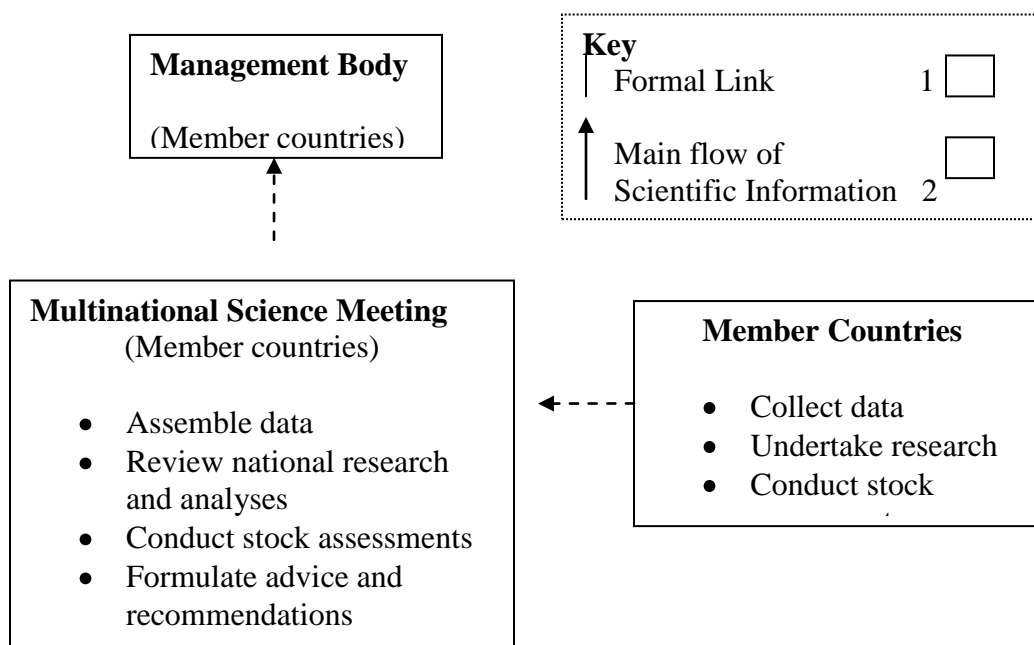 Management Body
(Member countries)
Key
Formal Link 1
Main flow of
Scientific Information 2
Multinational Science Meeting
(Member countries)
• Assemble data
• Review national research
and analyses
• Conduct stock assessments
• Formulate advice and
recommendations
Member Countries
• Collect data
• Undertake research
• Conduct stock